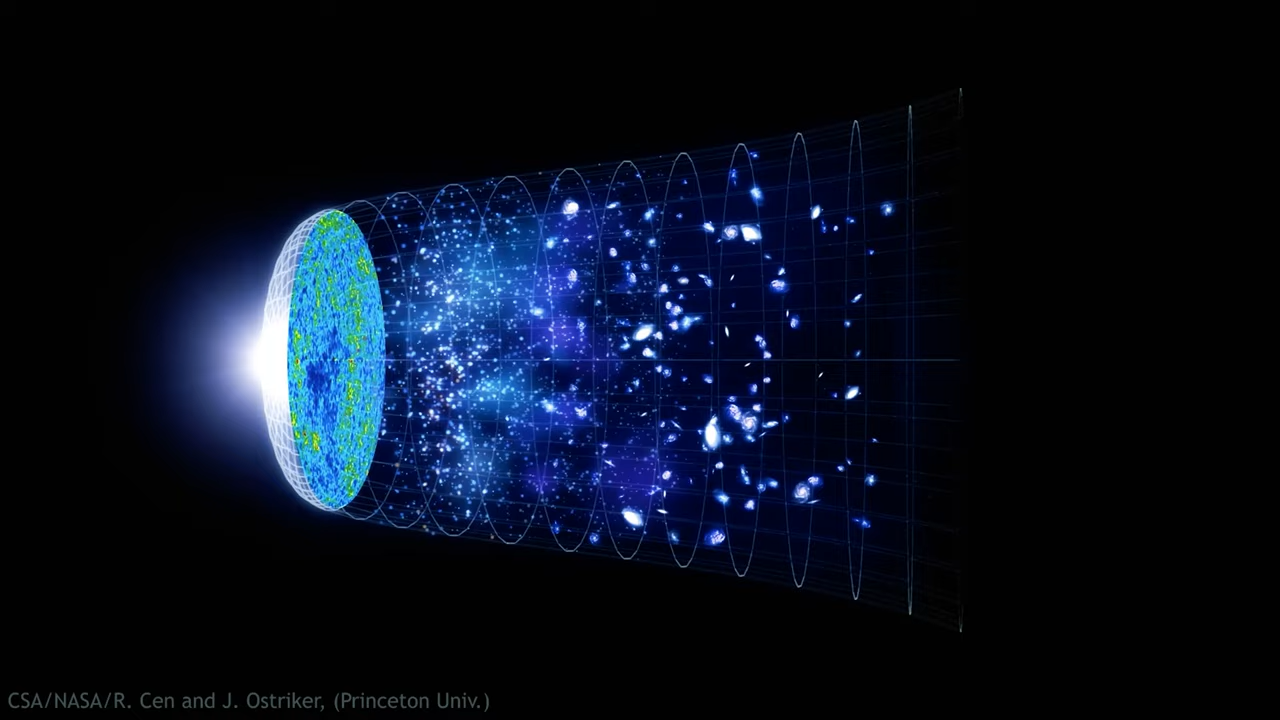 CSA/NASA/R. Cen and J. Ostriker, (Princeton Univ.)